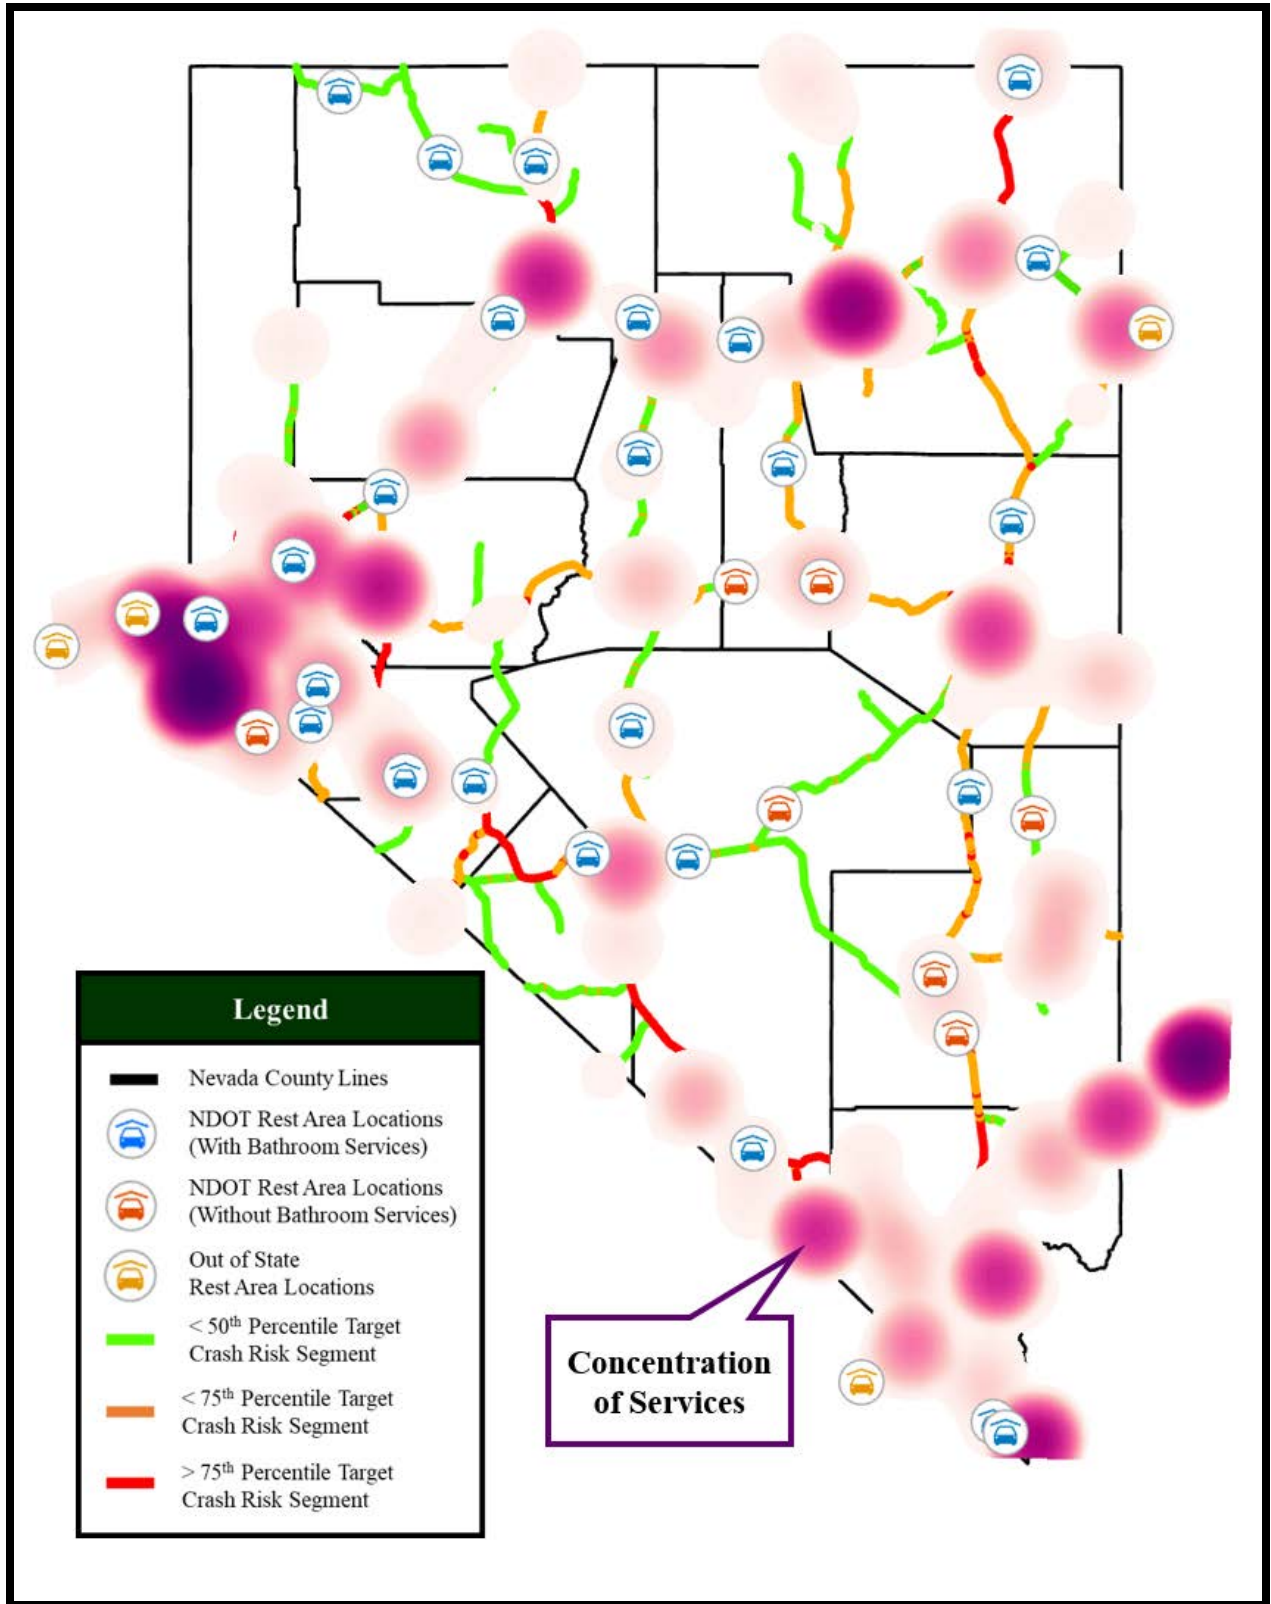 Legend
Nevada County Lines
NDOT Rest Area Locations
(With Bathroom Services)
NDOT Rest Area Locations
(Without Bathroom Services)
Out of State
Rest Area Locations
< 50th Percentile Target
Crash Risk Segment
< 75th Percentile Target
Crash Risk Segment
> 75th Percentile Target
Crash Risk Segment
Concentration
of Services